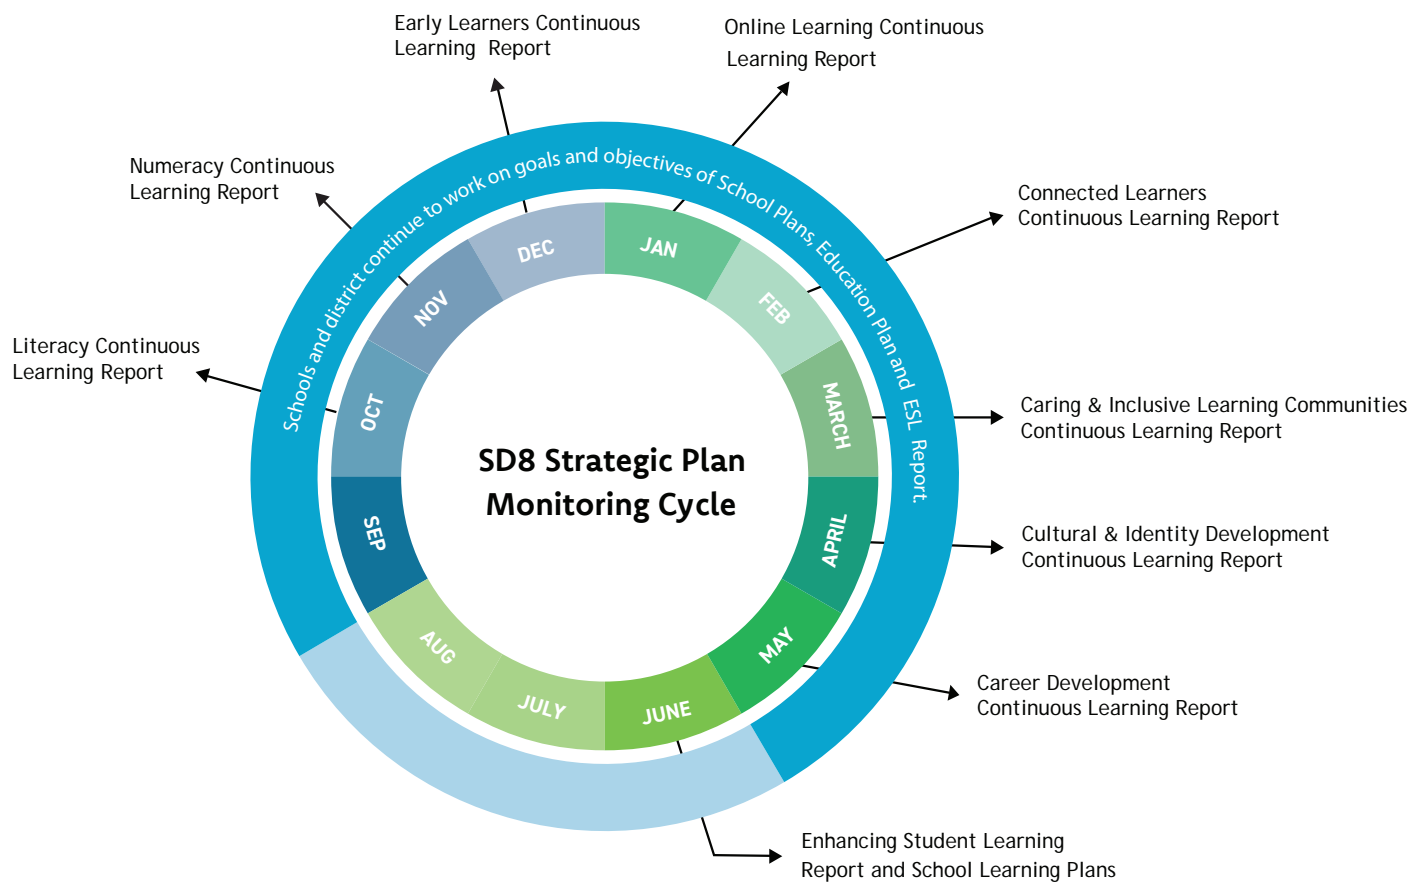 Early Learners Continuous
Learning Report
Online Learning Continuous
Learning Report
Numeracy Continuous
Learning Report
Connected Learners
Continuous Learning Report
Literacy Continuous
Learning Report
Caring & Inclusive Learning Communities
Continuous Learning Report
Cultural & Identity Development
Continuous Learning Report
Career Development
Continuous Learning Report
Enhancing Student Learning
Report and School Learning Plans
Schools and district continue to work on goals and objectives of School Plans, Education Plan and ESL Report.
JAN
FEB
MARCH
APRIL
MAY
JUNE
JULY
AUG
SEP
OCT
NOV
DEC
SD8 Strategic Plan
Monitoring Cycle